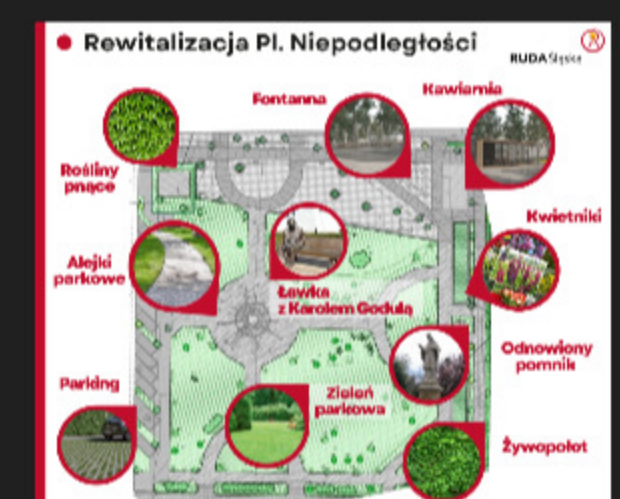 Rewitalizacja Pl. Niepodległości
RUDA Śląska
Fontanna
Kawiarnia
Rośliny
pnące
Kwietniki
Alejki
parkowe
Ławka
z Karolem Godulą
Odnowiony
pomnik
Parking
Zieleń
parkowa
Żywopłot